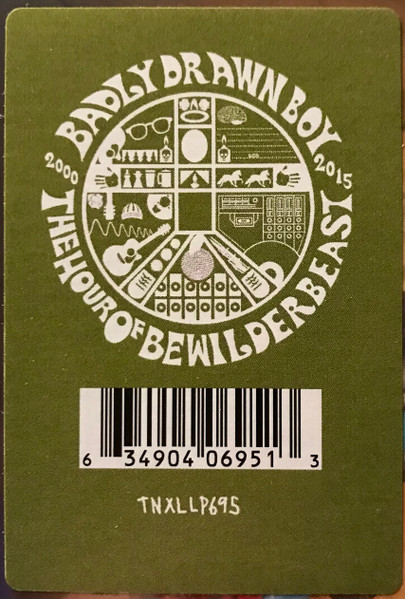 BADLY DRAWN BOY
2000 2015
THE HOUR OF BEWILDERBEAST
6 34904 06951 3
TNXLLP695